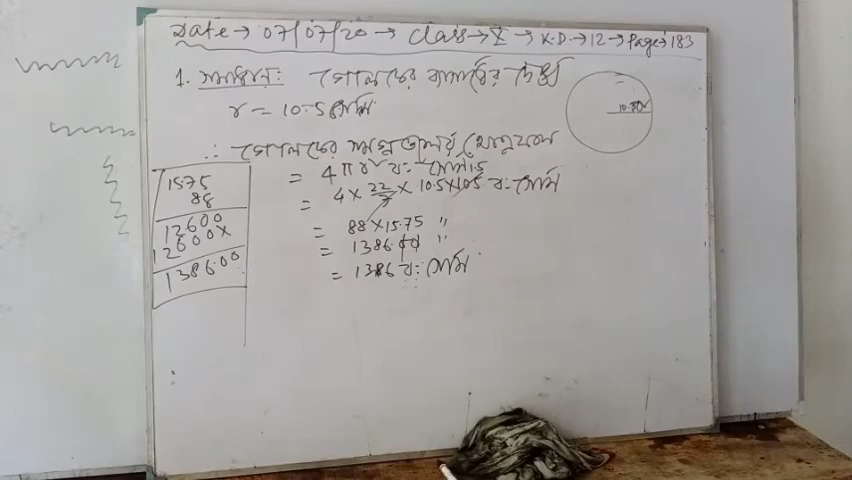 Date → 07/07/20 → Class → X → K.D. → 12 → Page → 183
1. সমাধান: গোলকের ব্যাসার্ধের দৈর্ঘ্য
r = 10.5 সেমি
10.5
∴ গোলকের সমগ্রতলের ক্ষেত্রফল
= 4πr² ব: সেমি
= 4 × 22/7 × 10.5 × 10.5 ব: সেমি
= 88 × 15.75 "
= 1386.00 "
= 1386 ব: সেমি
1575
88
12600
12600x
1386.00